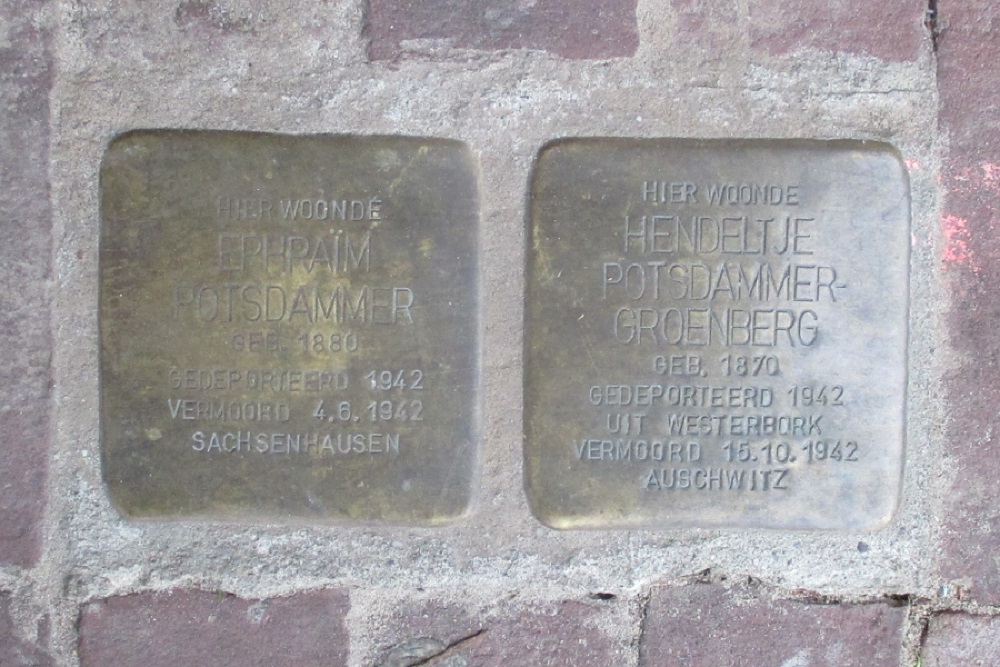 HIER WOONDE
EPHRAÏM
POTSDAMMER
GEB. 1880
GEDEPORTEERD 1942
VERMOORD 4.6.1942
SACHSENHAUSEN
HIER WOONDE
HENDELTJE
POTSDAMMER-
GROENBERG
GEB. 1870
GEDEPORTEERD 1942
UIT WESTERBORK
VERMOORD 15.10.1942
AUSCHWITZ